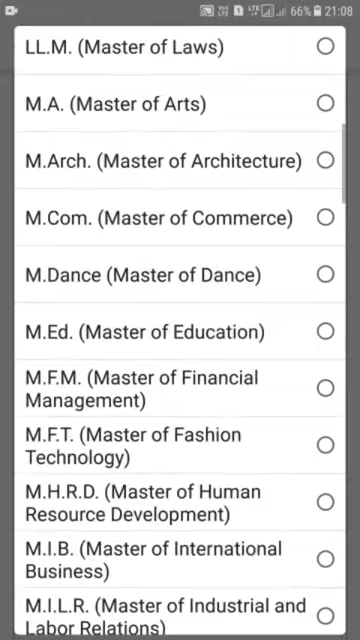 66% 21:08
LL.M. (Master of Laws)
M.A. (Master of Arts)
M.Arch. (Master of Architecture)
M.Com. (Master of Commerce)
M.Dance (Master of Dance)
M.Ed. (Master of Education)
M.F.M. (Master of Financial
Management)
M.F.T. (Master of Fashion
Technology)
M.H.R.D. (Master of Human
Resource Development)
M.I.B. (Master of International
Business)
M.I.L.R. (Master of Industrial and
Labor Relations)